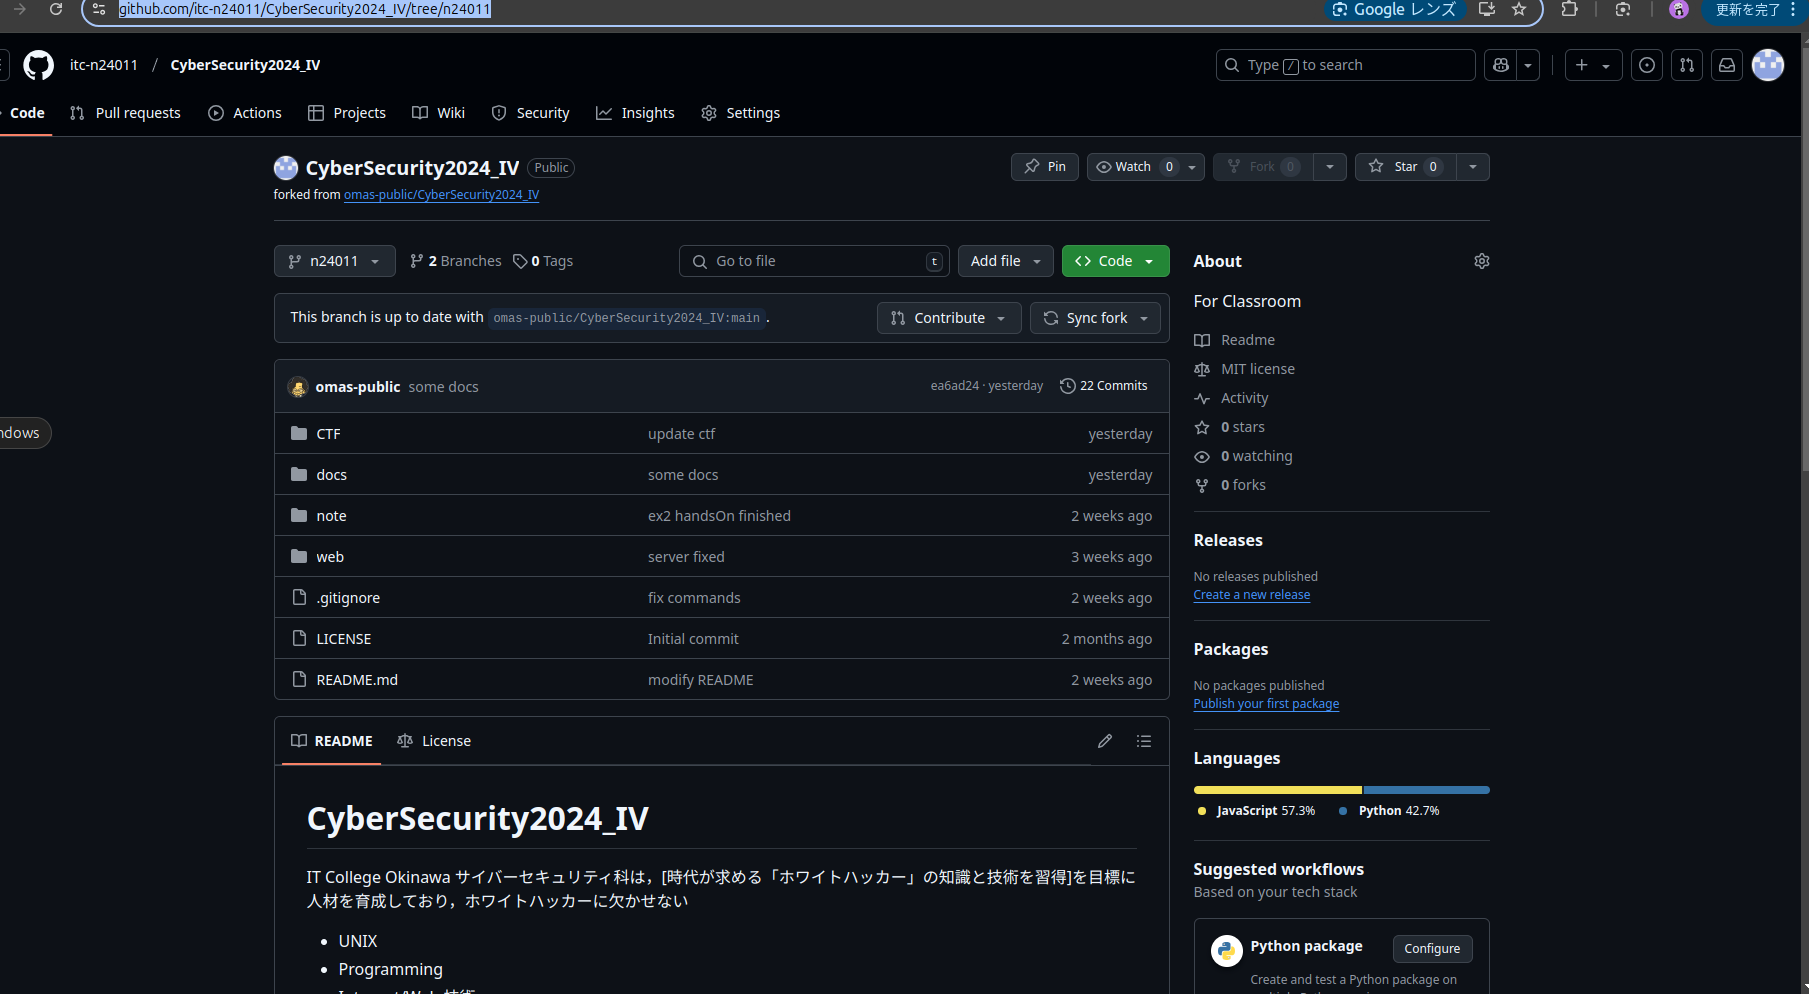 github.com/itc-n24011/CyberSecurity2024_IV/tree/n24011
Google レンズ
更新を完了
itc-n24011 / CyberSecurity2024_IV
Type / to search
Code
Pull requests
Actions
Projects
Wiki
Security
Insights
Settings
CyberSecurity2024_IV Public
Pin
Watch 0
Fork 0
Star 0
forked from omas-public/CyberSecurity2024_IV
n24011
2 Branches
0 Tags
Go to file t
Add file
Code
This branch is up to date with omas-public/CyberSecurity2024_IV:main .
Contribute
Sync fork
omas-public some docs ea6ad24 · yesterday 22 Commits
CTF update ctf yesterday
docs some docs yesterday
note ex2 handsOn finished 2 weeks ago
ndows
web server fixed 3 weeks ago
.gitignore fix commands 2 weeks ago
LICENSE Initial commit 2 months ago
README.md modify README 2 weeks ago
README License
CyberSecurity2024_IV
IT College Okinawa サイバーセキュリティ科は，[時代が求める「ホワイトハッカー」の知識と技術を習得]を目標に
人材を育成しており，ホワイトハッカーに欠かせない
UNIX
Programming
About
For Classroom
Readme
MIT license
Activity
0 stars
0 watching
0 forks
Releases
No releases published
Create a new release
Packages
No packages published
Publish your first package
Languages
JavaScript 57.3% Python 42.7%
Suggested workflows
Based on your tech stack
Python package Configure
Create and test a Python package on